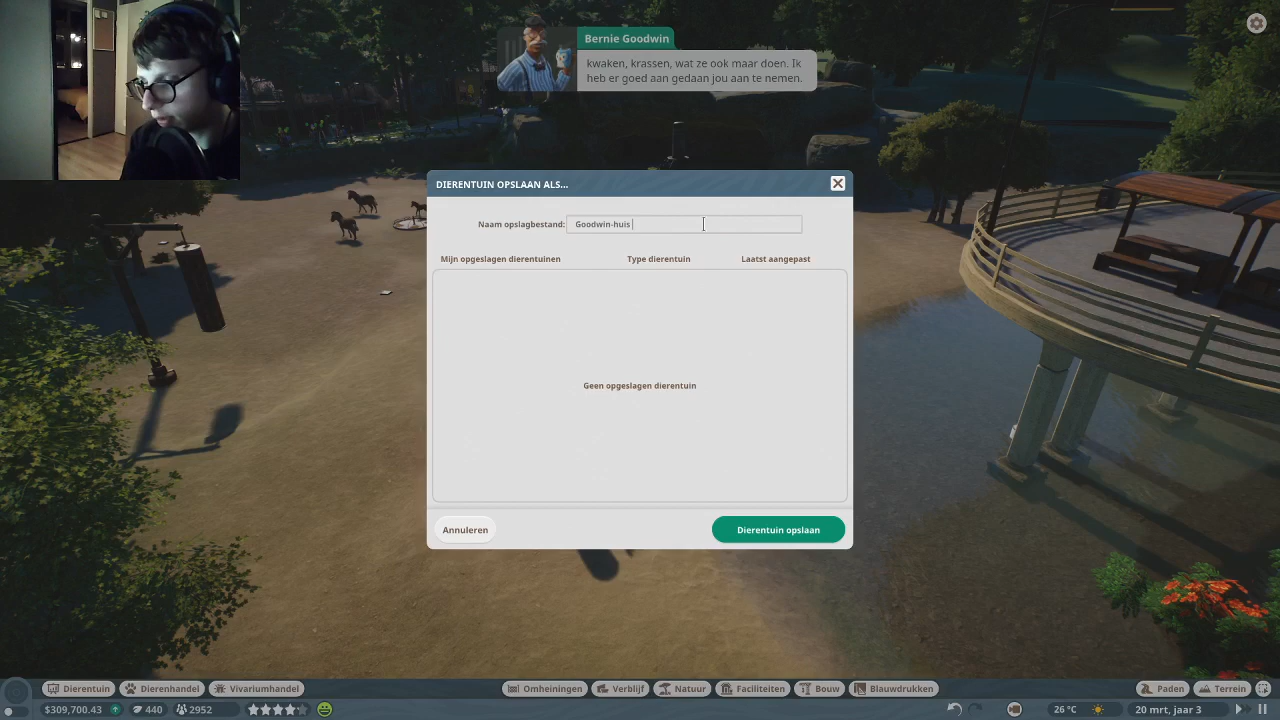 Bernie Goodwin
kwaken, krassen, wat ze ook maar doen. Ik
heb er goed aan gedaan jou aan te nemen.
DIERENTUIN OPSLAAN ALS...
Naam opslagbestand: Goodwin-huis
Mijn opgeslagen dierentuinen Type dierentuin Laatst aangepast
Geen opgeslagen dierentuin
Annuleren Dierentuin opslaan
Dierentuin Dierenhandel Vivariumhandel Omheiningen Verblijf Natuur Faciliteiten Bouw Blauwdrukken Paden Terrein
$309,700.43 440 2952 26 °C 20 mrt, jaar 3